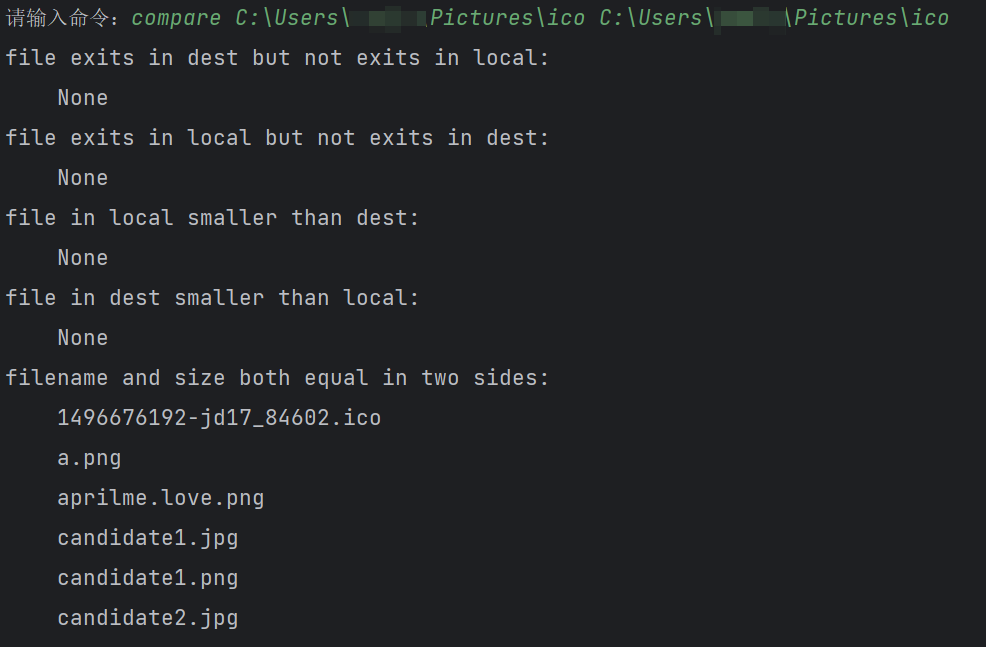 请输入命令：compare C:\Users\ \Pictures\ico C:\Users\ \Pictures\ico
file exits in dest but not exits in local:
None
file exits in local but not exits in dest:
None
file in local smaller than dest:
None
file in dest smaller than local:
None
filename and size both equal in two sides:
1496676192-jd17_84602.ico
a.png
aprilme.love.png
candidate1.jpg
candidate1.png
candidate2.jpg